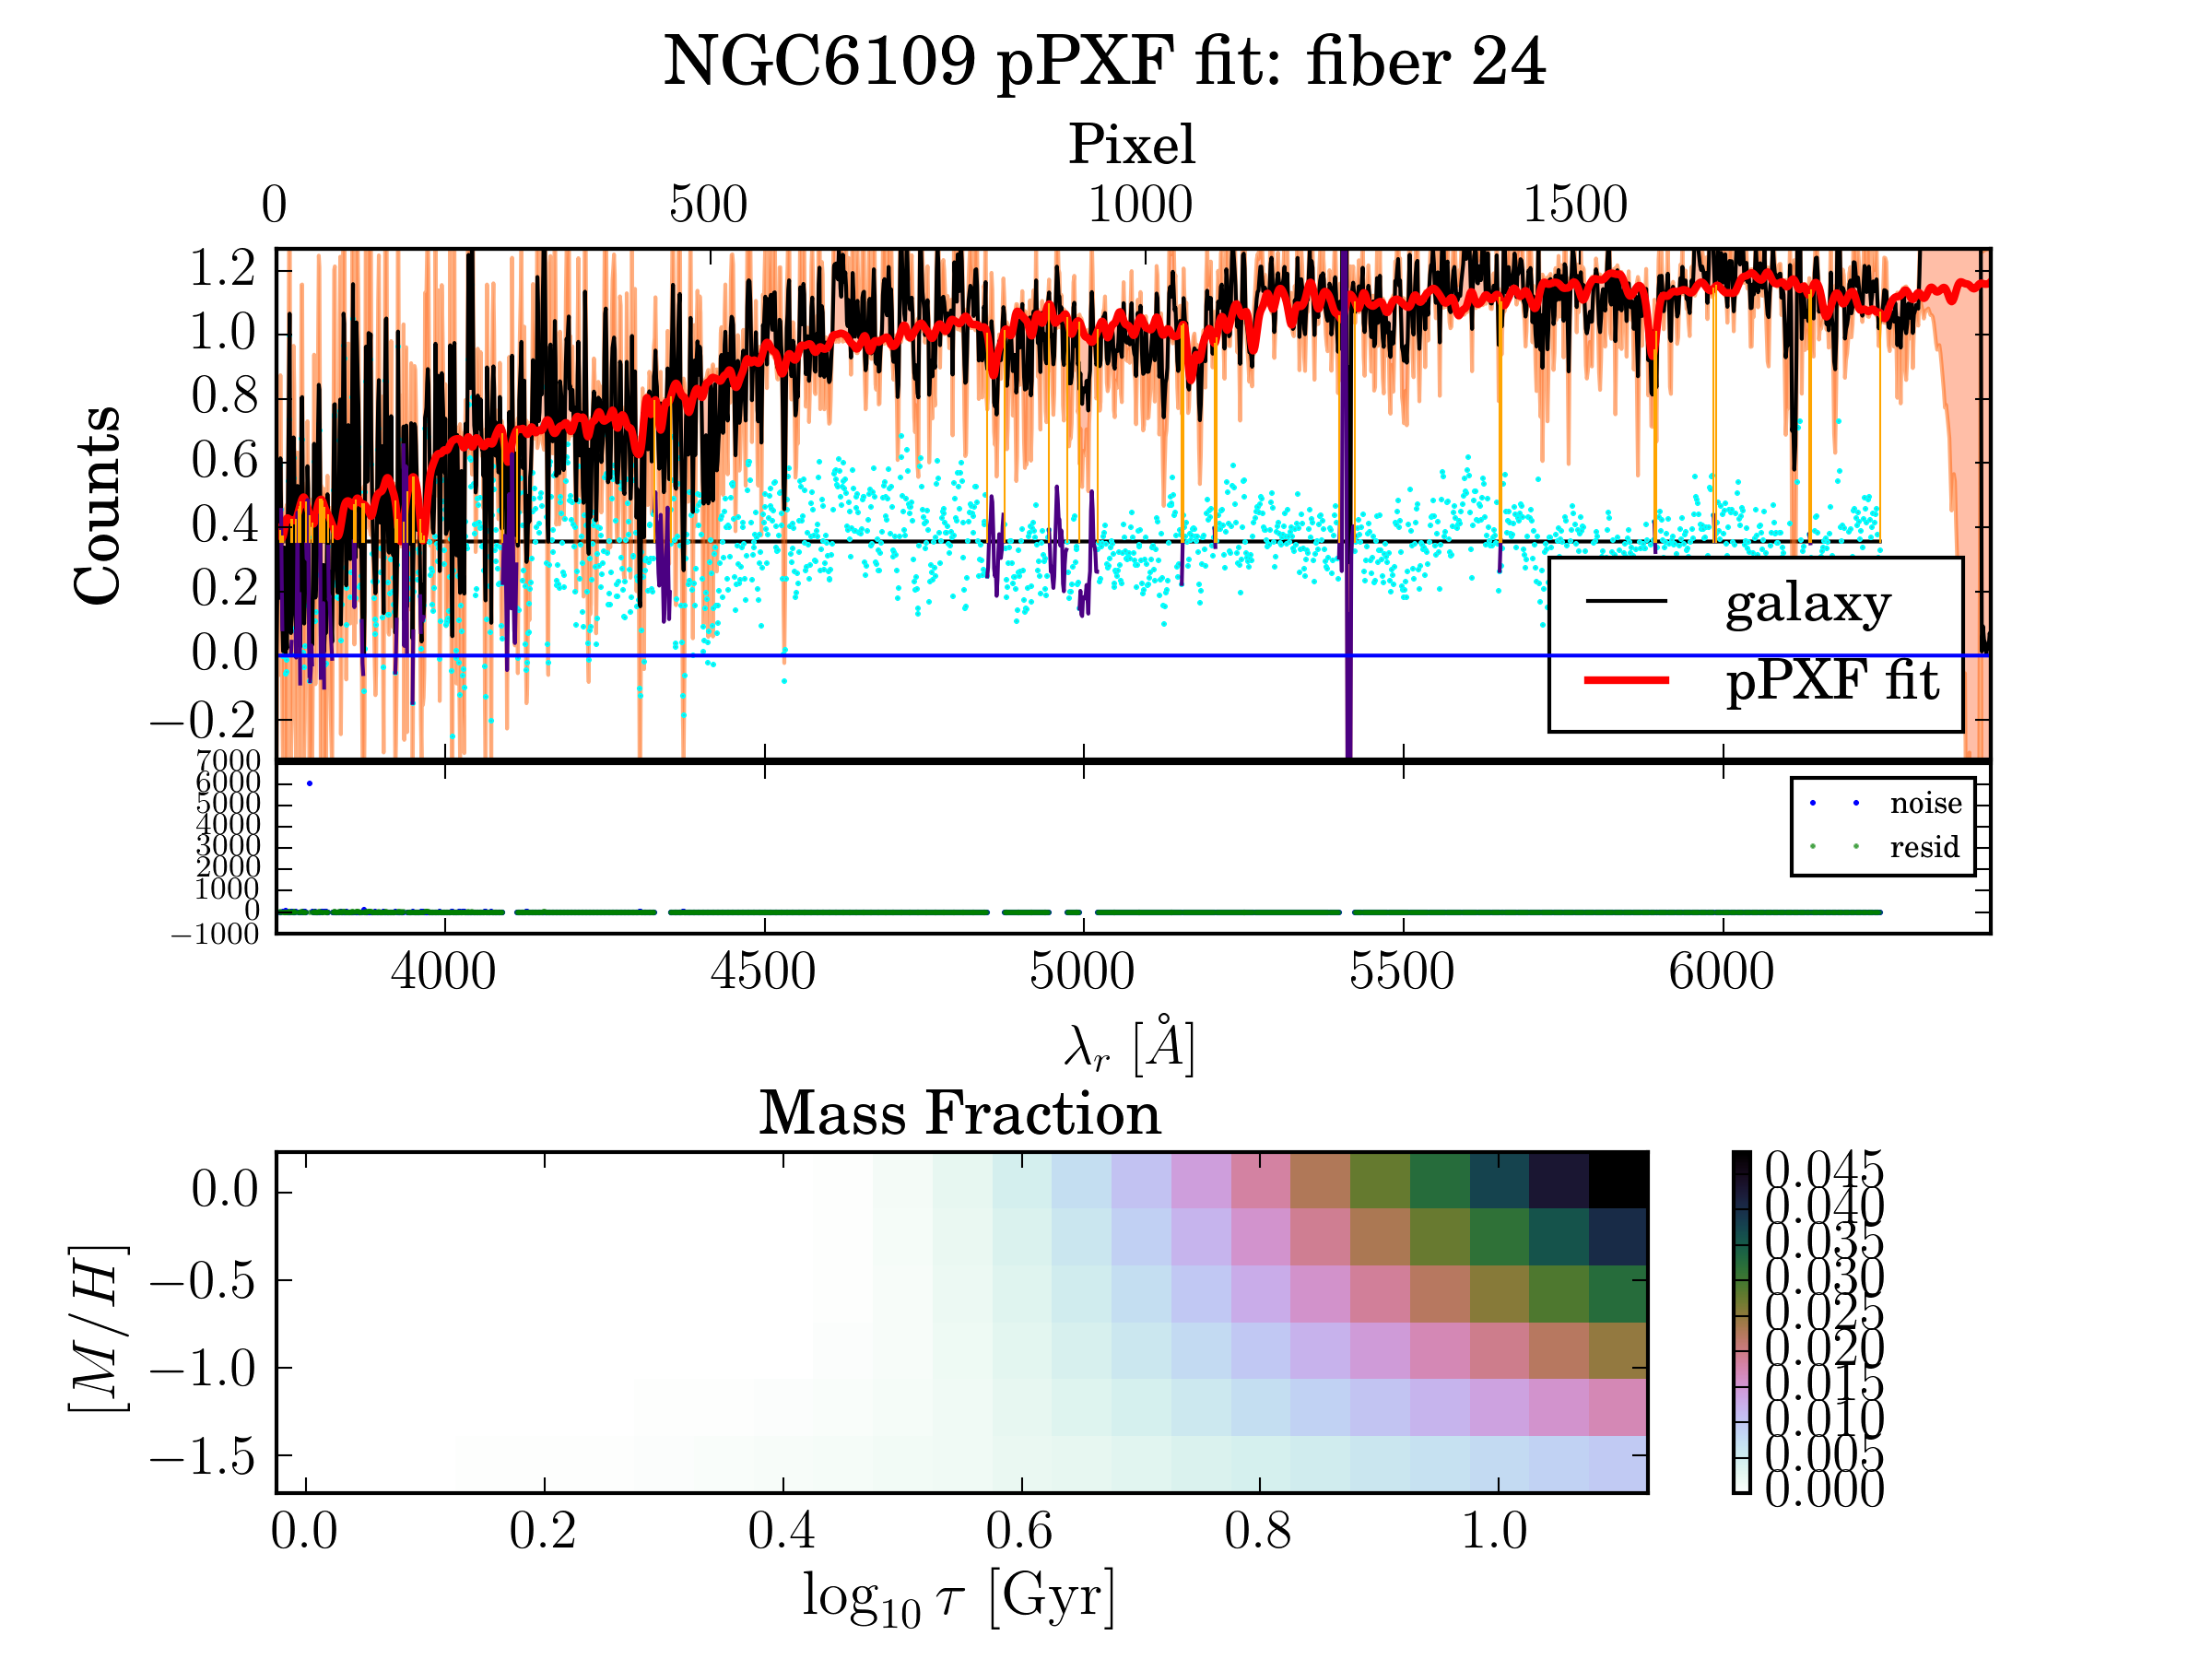 NGC6109 pPXF fit: fiber 24
Pixel
0 500 1000 1500
1.2
1.0
0.8
0.6
0.4
0.2
0.0
−0.2
Counts
galaxy
pPXF fit
7000
6000
5000
4000
3000
2000
1000
0
−1000
noise
resid
4000 4500 5000 5500 6000
λr [Å]
Mass Fraction
0.0
−0.5
−1.0
−1.5
[M/H]
0.045
0.040
0.035
0.030
0.025
0.020
0.015
0.010
0.005
0.000
0.0 0.2 0.4 0.6 0.8 1.0
log10 τ [Gyr]